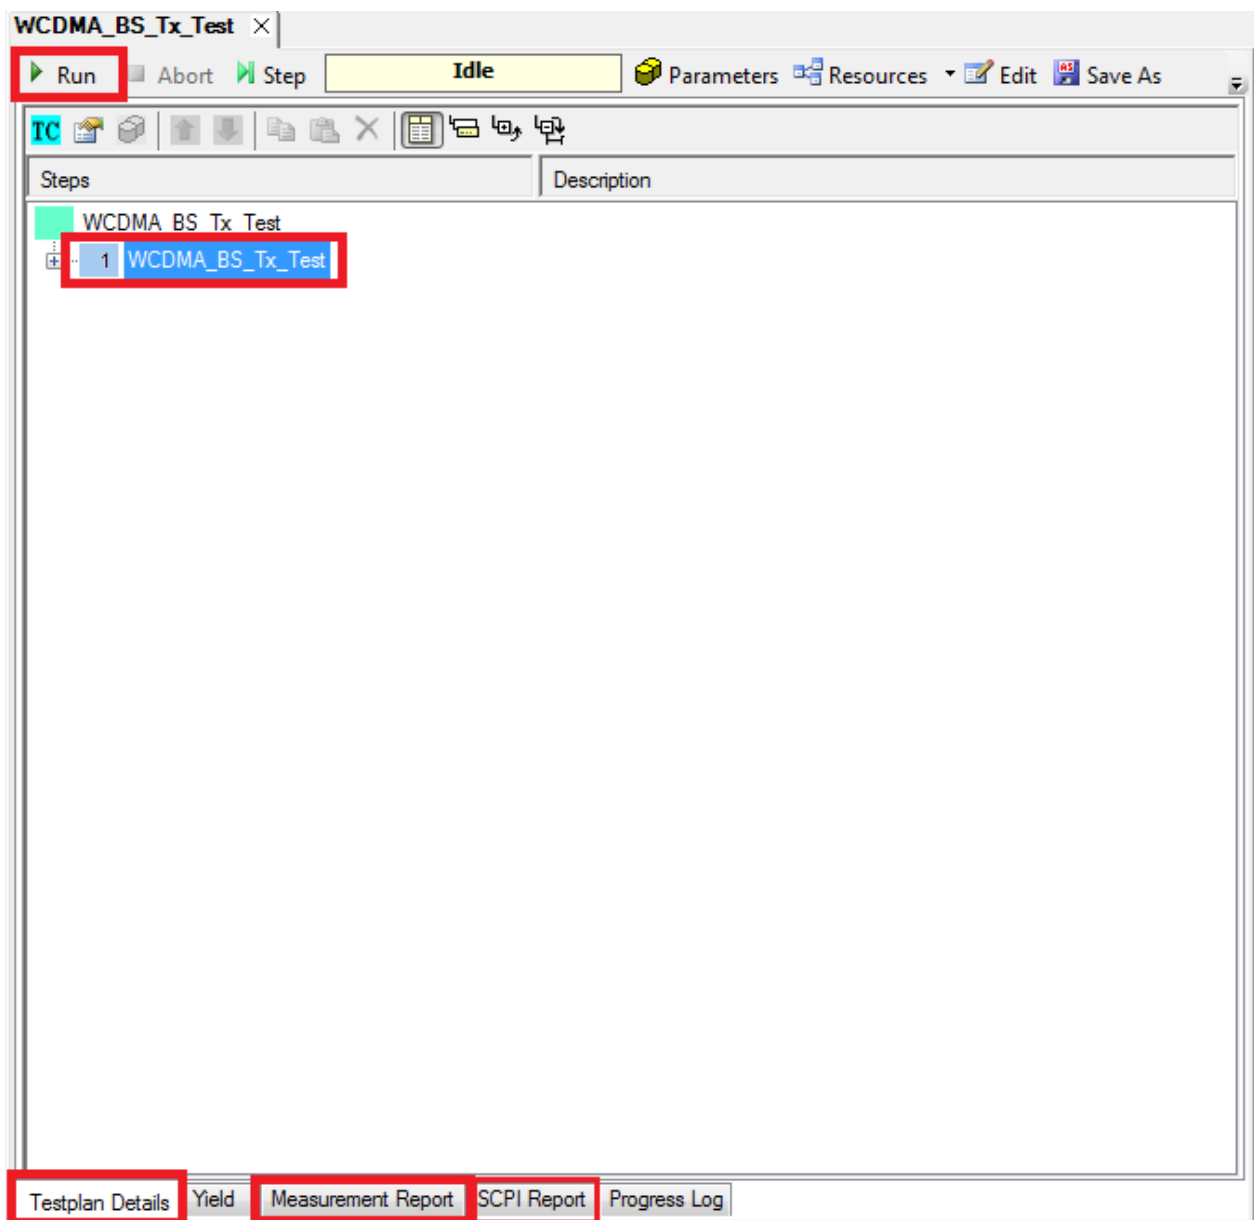 WCDMA_BS_Tx_Test
Run Abort Step Idle Parameters Resources Edit Save As
TC
Steps Description
WCDMA_BS_Tx_Test
1 WCDMA_BS_Tx_Test
Testplan Details Yield Measurement Report SCPI Report Progress Log